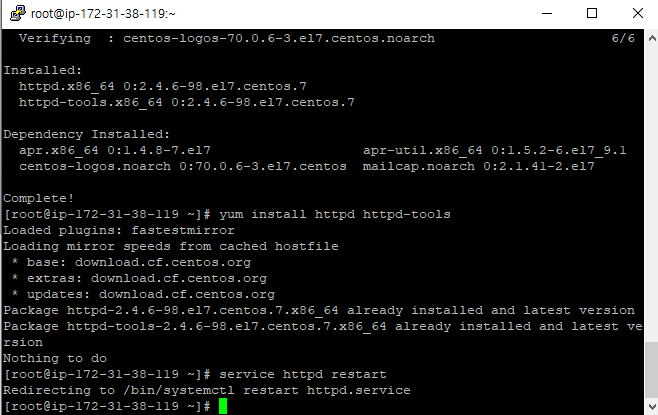 root@ip-172-31-38-119:~
  Verifying  : centos-logos-70.0.6-3.el7.centos.noarch                      6/6

Installed:
  httpd.x86_64 0:2.4.6-98.el7.centos.7
  httpd-tools.x86_64 0:2.4.6-98.el7.centos.7

Dependency Installed:
  apr.x86_64 0:1.4.8-7.el7                   apr-util.x86_64 0:1.5.2-6.el7_9.1
  centos-logos.noarch 0:70.0.6-3.el7.centos  mailcap.noarch 0:2.1.41-2.el7

Complete!
[root@ip-172-31-38-119 ~]# yum install httpd httpd-tools
Loaded plugins: fastestmirror
Loading mirror speeds from cached hostfile
 * base: download.cf.centos.org
 * extras: download.cf.centos.org
 * updates: download.cf.centos.org
Package httpd-2.4.6-98.el7.centos.7.x86_64 already installed and latest version
Package httpd-tools-2.4.6-98.el7.centos.7.x86_64 already installed and latest ve
rsion
Nothing to do
[root@ip-172-31-38-119 ~]# service httpd restart
Redirecting to /bin/systemctl restart httpd.service
[root@ip-172-31-38-119 ~]#